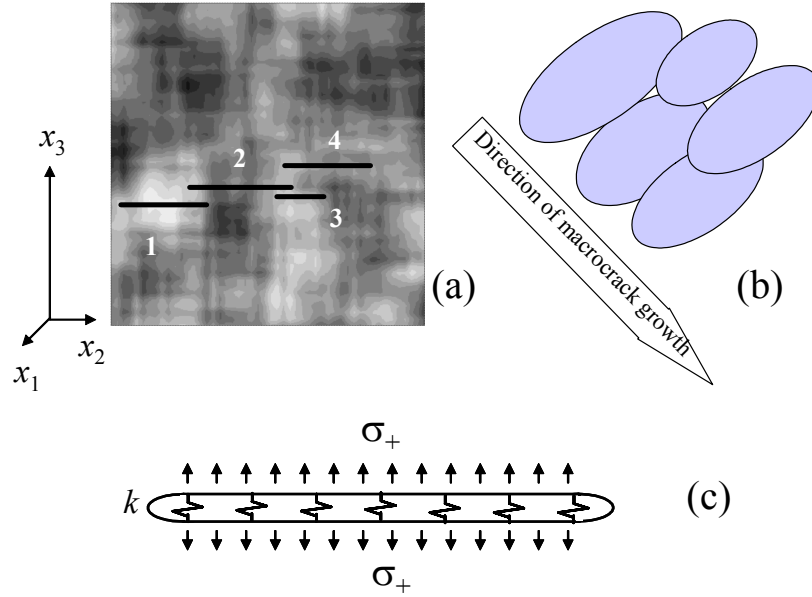 x₃
x₂
x₁
1
2
3
4
(a)
Direction of macrocrack growth
(b)
σ₊
k
(c)
σ₊